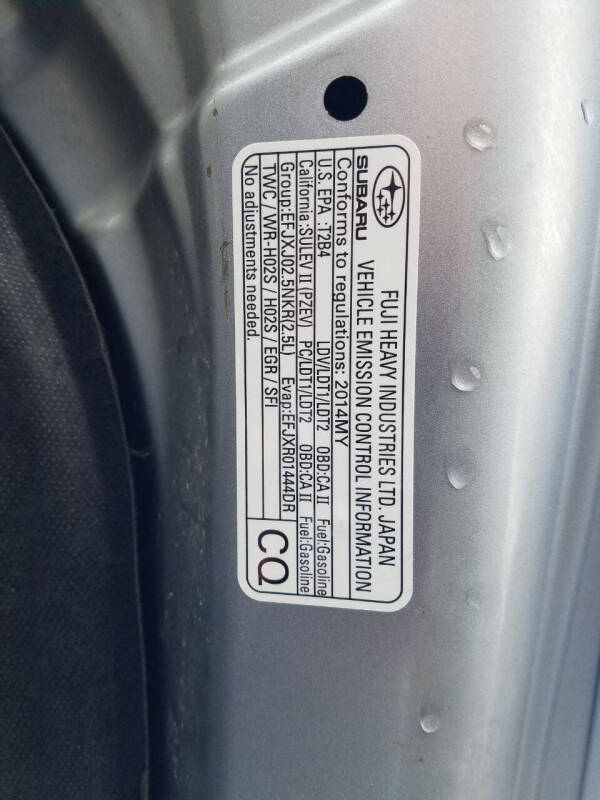 FUJI HEAVY INDUSTRIES LTD. JAPAN
SUBARU VEHICLE EMISSION CONTROL INFORMATION
Conforms to regulations: 2014MY
U.S. EPA :T2B4 LDV/LDT1/LDT2 OBD:CA II Fuel:Gasoline
California:SULEV II (PZEV) PC/LDT1/LDT2 OBD:CA II Fuel:Gasoline
Group:EFJXJ02.5NKR(2.5L) Evap:EFJXR01444DR
TWC / WR-HO2S / HO2S / EGR / SFI
No adjustments needed.
CQ